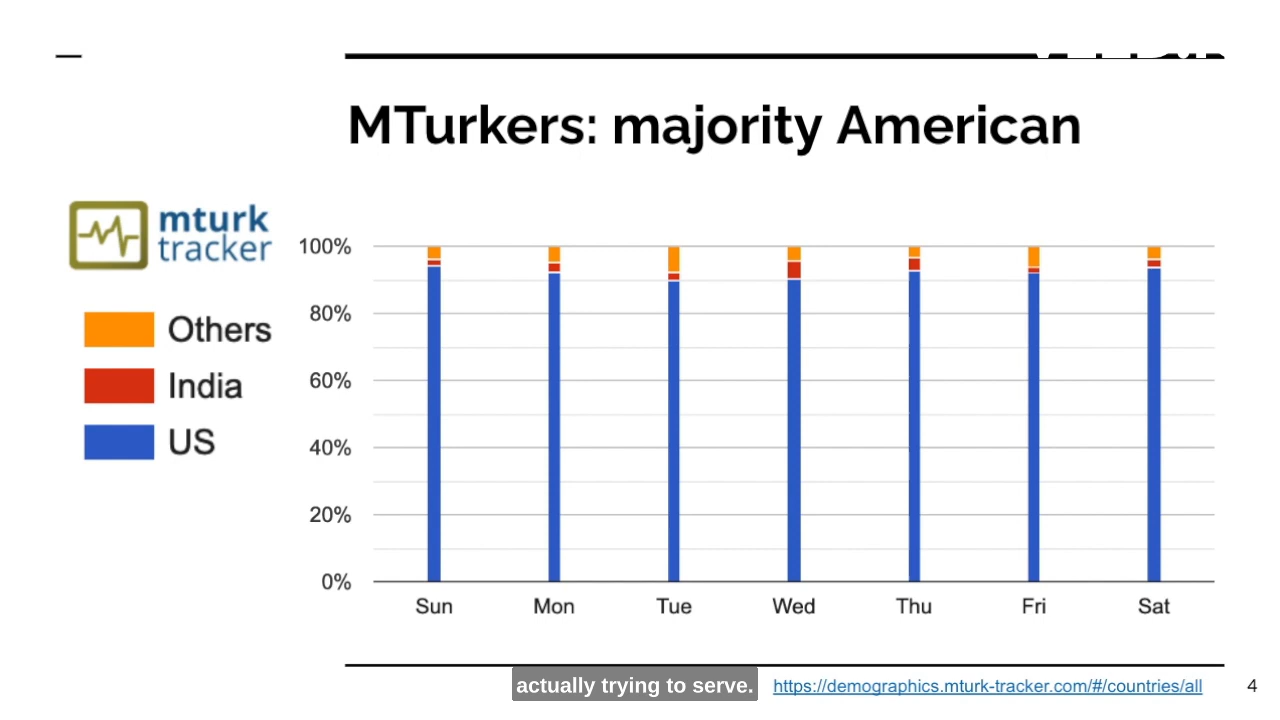 MTurkers: majority American
mturk
tracker
Others
India
US
100%
80%
60%
40%
20%
0%
Sun Mon Tue Wed Thu Fri Sat
actually trying to serve.
https://demographics.mturk-tracker.com/#/countries/all
4